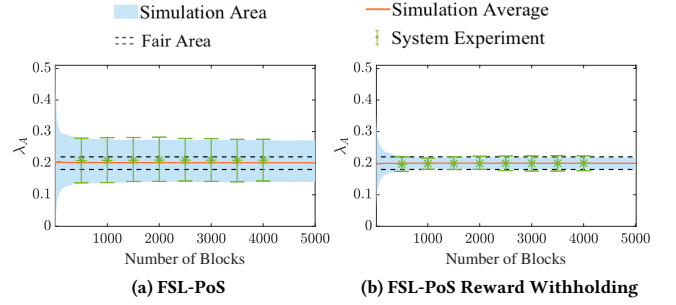 Simulation Area
Simulation Average
Fair Area
System Experiment
0.5
0.4
0.3
0.2
0.1
0
λ_A
1000 2000 3000 4000 5000
Number of Blocks
(a) FSL-PoS
0.5
0.4
0.3
0.2
0.1
0
λ_A
1000 2000 3000 4000 5000
Number of Blocks
(b) FSL-PoS Reward Withholding